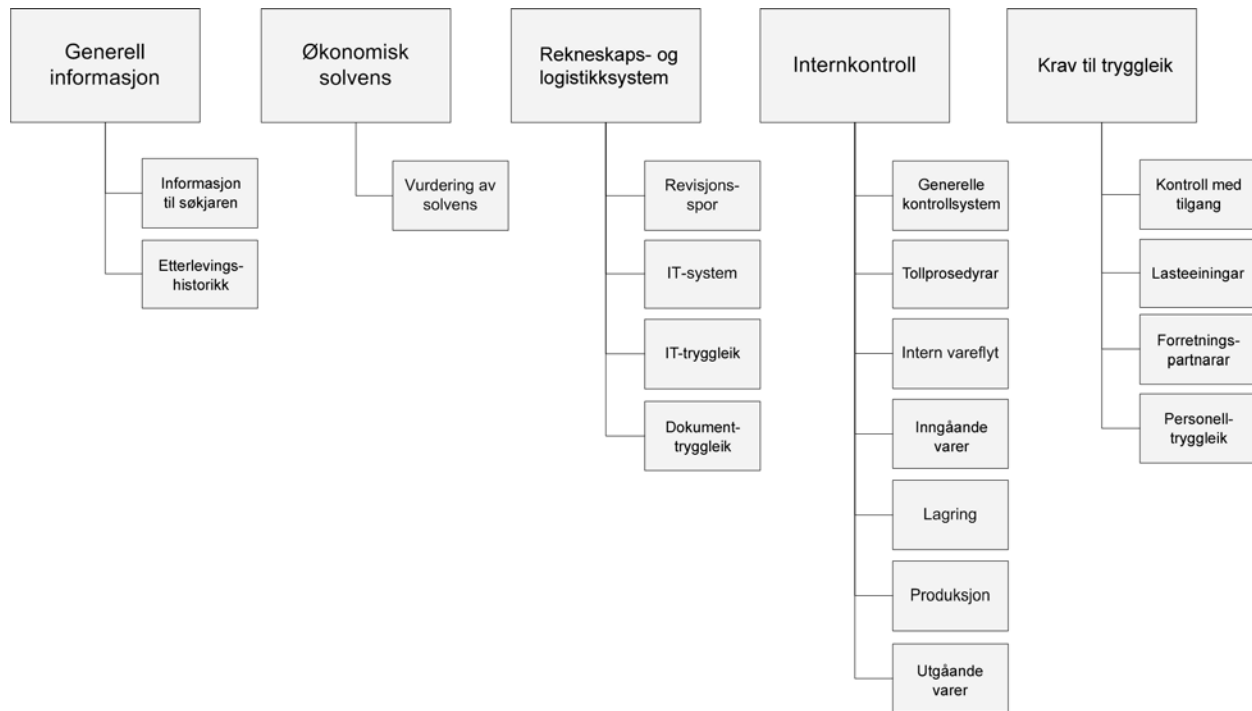 Generell
informasjon
Økonomisk
solvens
Rekneskaps- og
logistikksystem
Internkontroll
Krav til tryggleik
Informasjon
til søkjaren
Etterlevings-
historikk
Vurdering av
solvens
Revisjons-
spor
IT-system
IT-tryggleik
Dokument-
tryggleik
Generelle
kontrollsystem
Tollprosedyrar
Intern vareflyt
Inngåande
varer
Lagring
Produksjon
Utgåande
varer
Kontroll med
tilgang
Lasteeiningar
Forretnings-
partnarar
Personell-
tryggleik